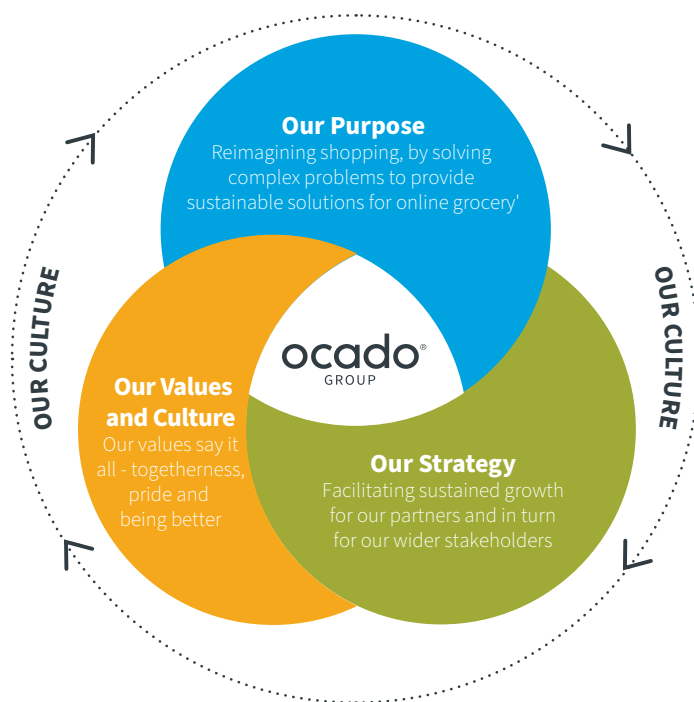 Our Purpose
Reimagining shopping, by solving
complex problems to provide
sustainable solutions for online grocery'
OUR CULTURE
OUR CULTURE
ocado®
GROUP
Our Values
and Culture
Our values say it
all - togetherness,
pride and
being better
Our Strategy
Facilitating sustained growth
for our partners and in turn
for our wider stakeholders